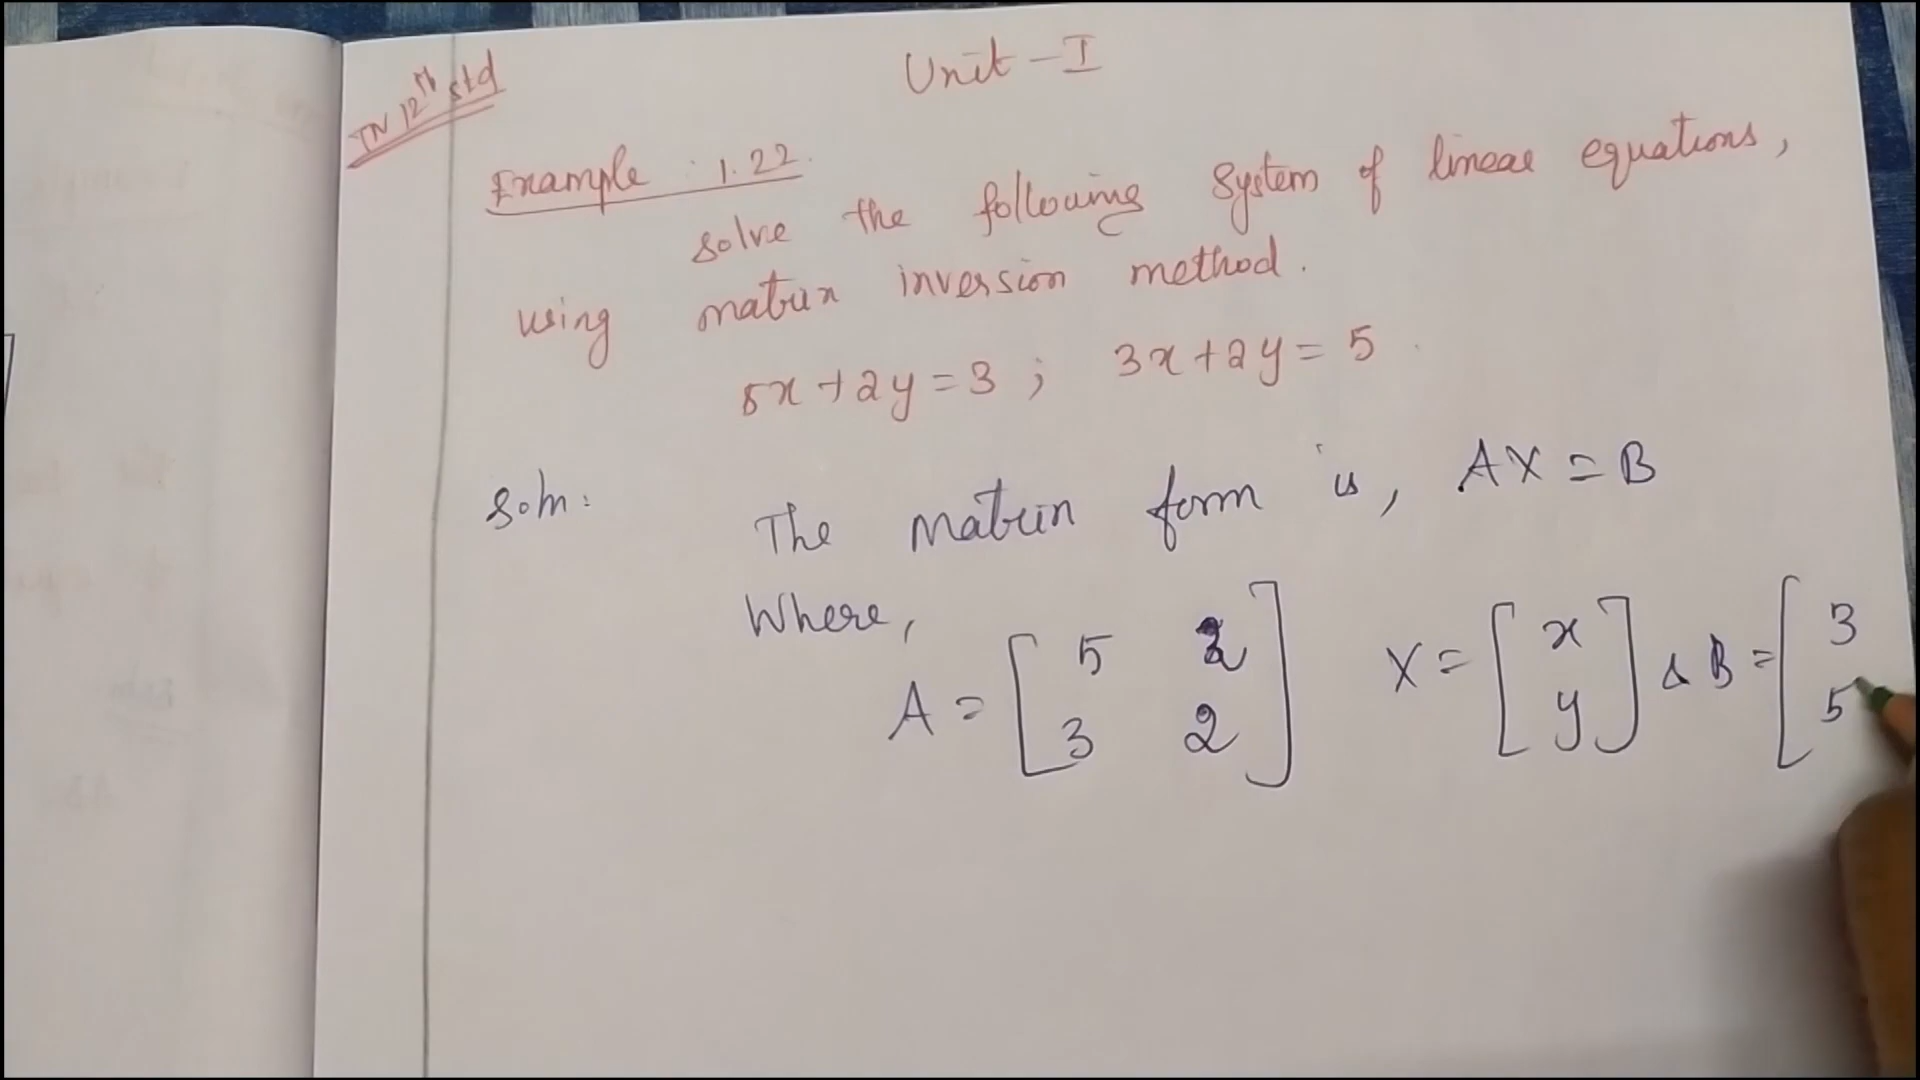 TN 12th std
Unit - I
Example : 1.22.
solve the following system of linear equations,
using matrix inversion method.
5x + 2y = 3 ; 3x + 2y = 5
Soln:
The matrix form is, AX = B
Where,
A = [ 5 2 X = [ x ] & B = [ 3
3 2 ] y 5